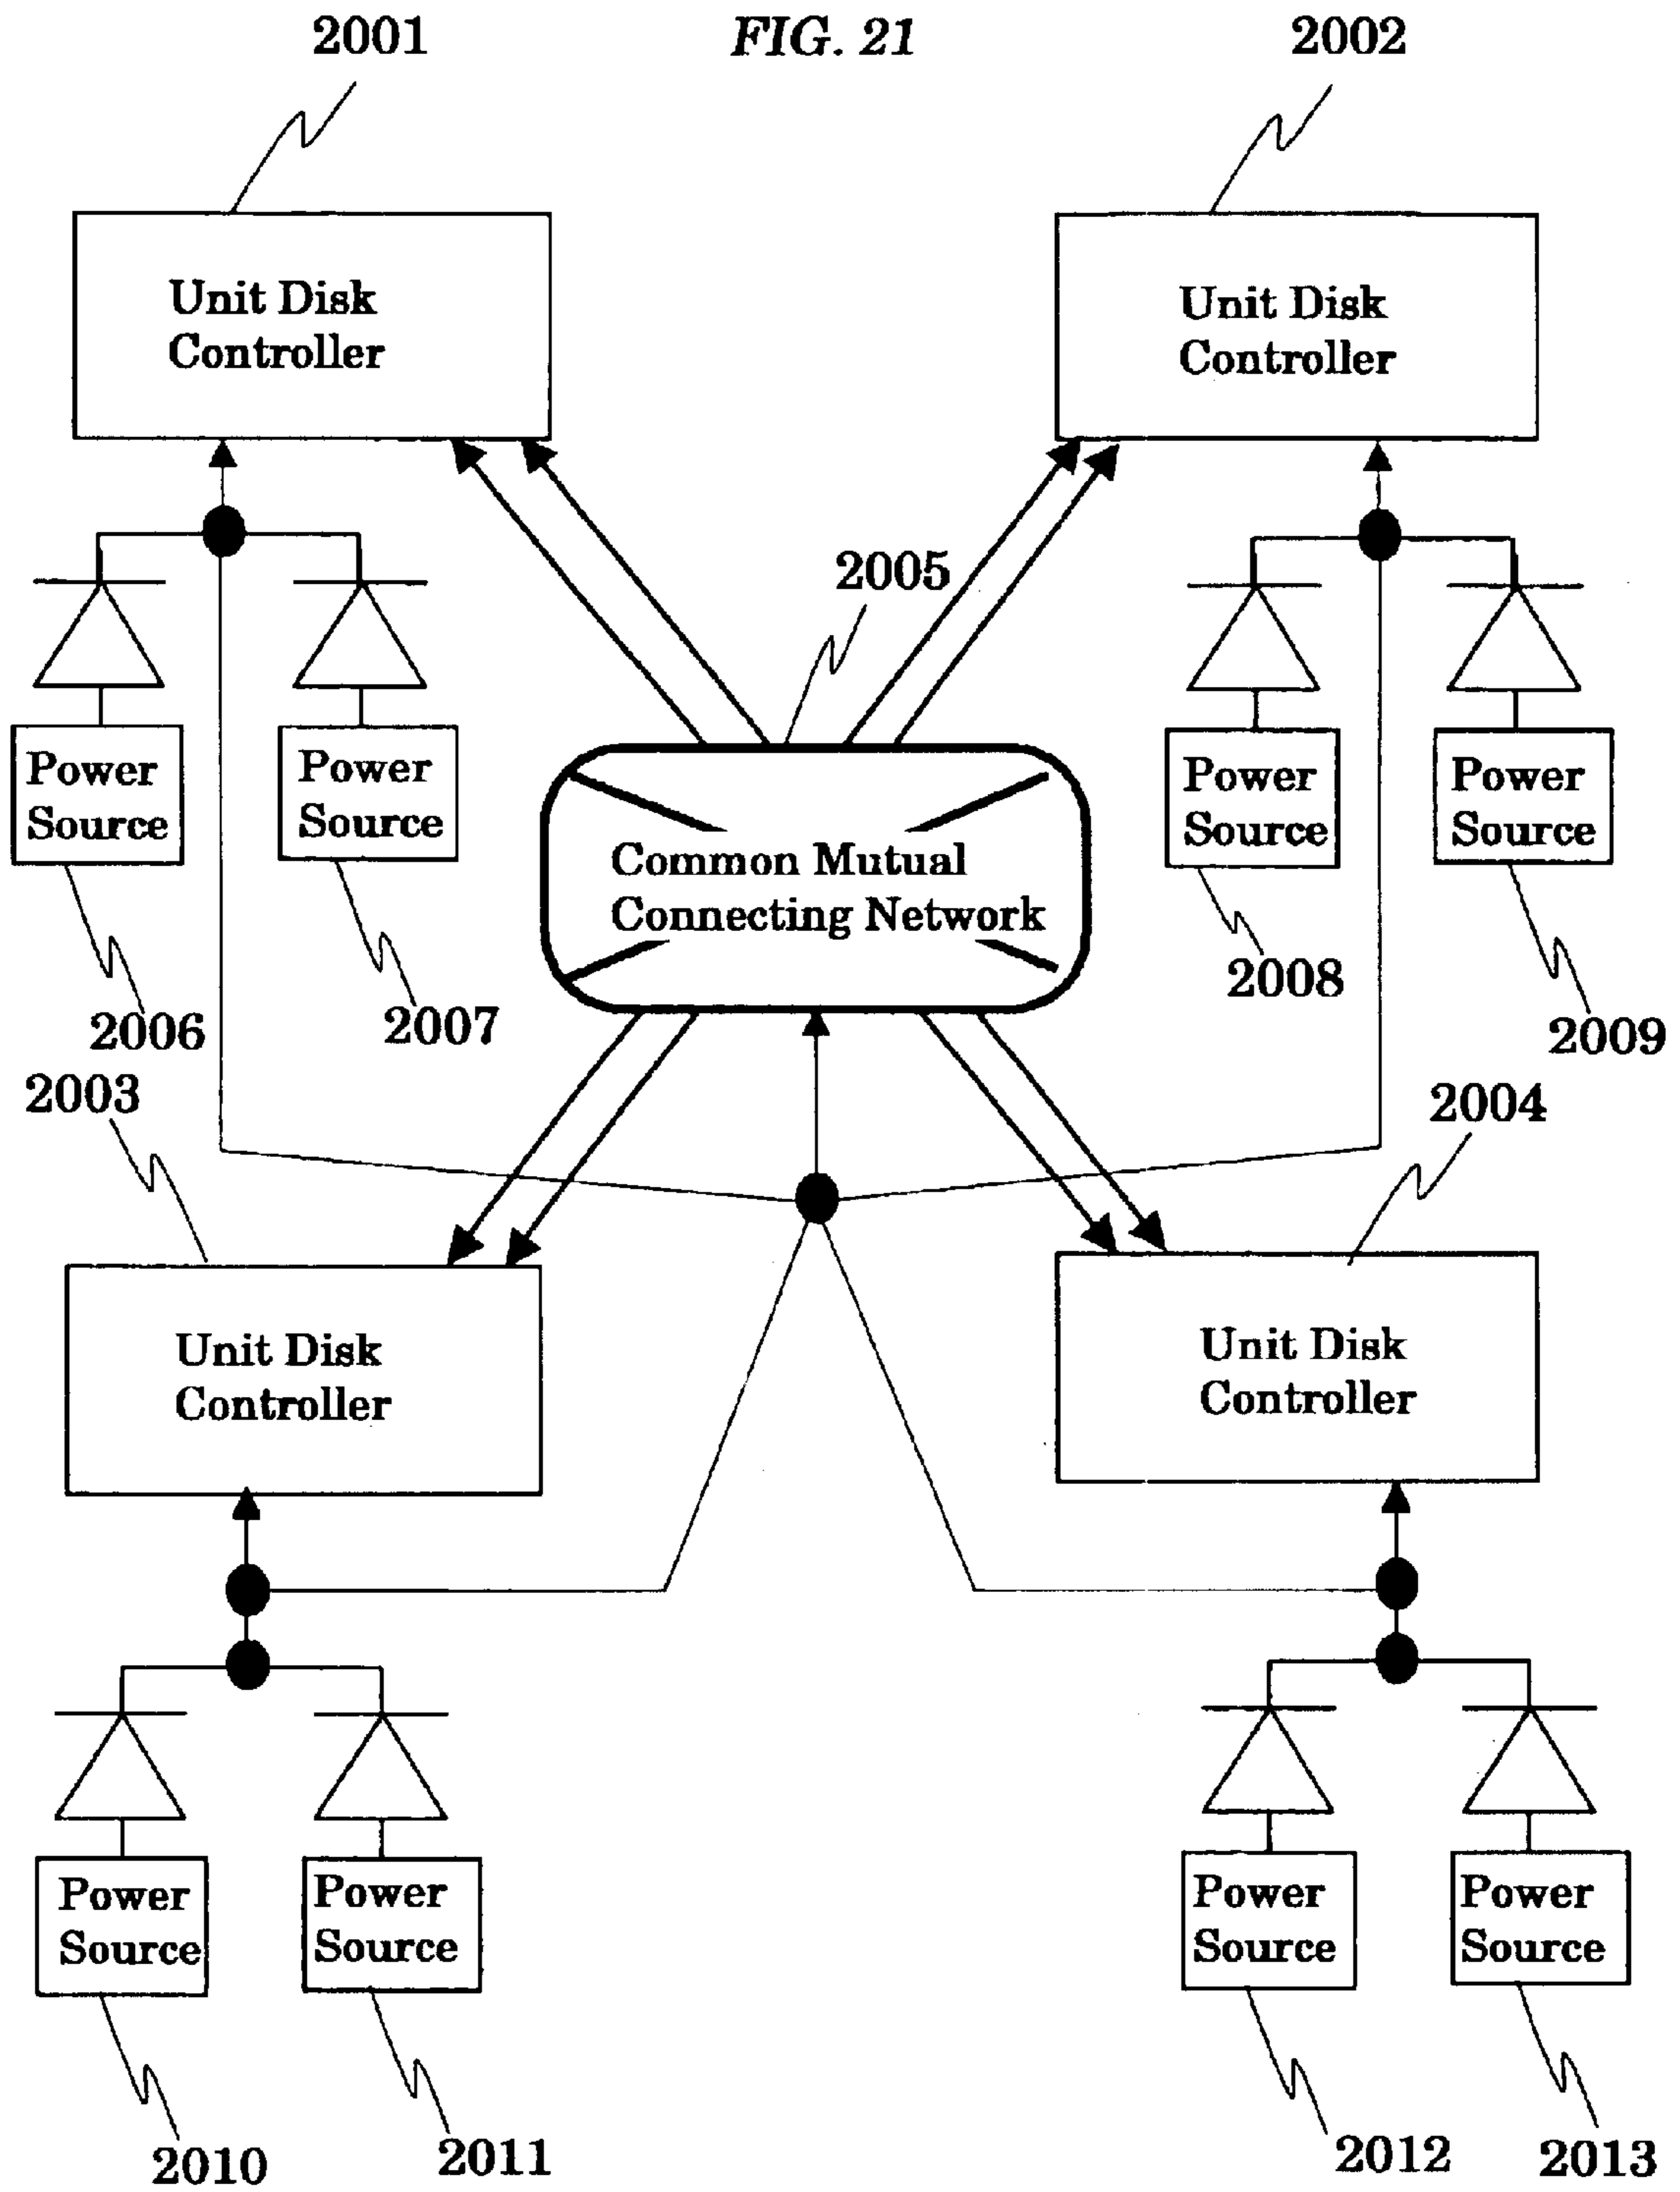 2001
FIG. 21
2002
Unit Disk
Controller
Unit Disk
Controller
2005
Power
Source
Power
Source
Power
Source
Power
Source
Common Mutual
Connecting Network
2006
2007
2008
2009
2003
2004
Unit Disk
Controller
Unit Disk
Controller
Power
Source
Power
Source
Power
Source
Power
Source
2010
2011
2012
2013